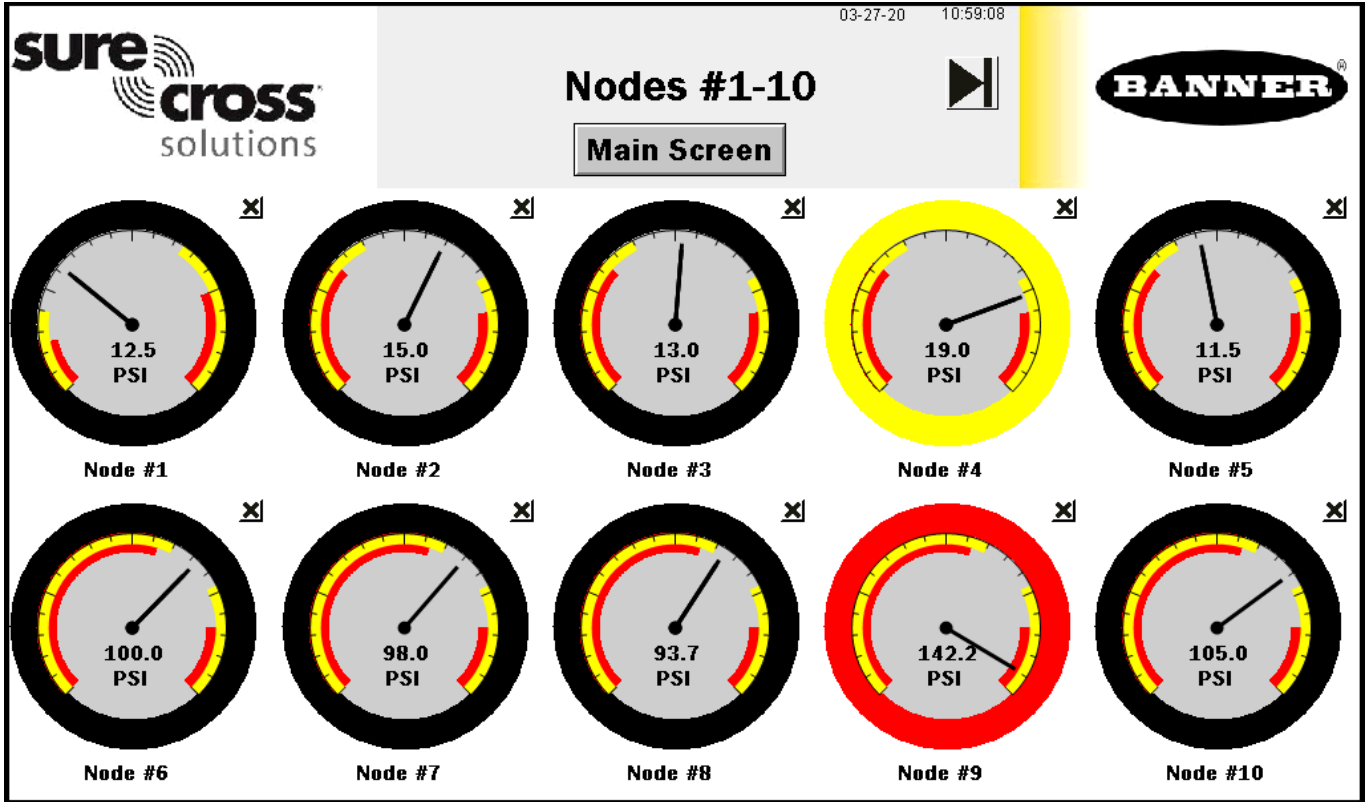 03-27-20 10:59:08
sure
cross
solutions
Nodes #1-10
BANNER®
Main Screen
12.5
PSI
15.0
PSI
13.0
PSI
19.0
PSI
11.5
PSI
Node #1
Node #2
Node #3
Node #4
Node #5
100.0
PSI
98.0
PSI
93.7
PSI
142.2
PSI
105.0
PSI
Node #6
Node #7
Node #8
Node #9
Node #10